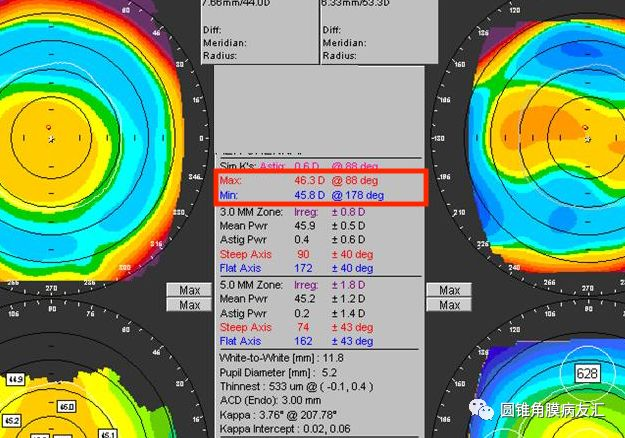 7.66mm/44.0D
6.33mm/53.3D
Diff:
Meridian:
Radius:
Diff:
Meridian:
Radius:
Sim K's: Astig: 0.6 D @ 88 deg
Max: 46.3 D @ 88 deg
Min: 45.8 D @ 178 deg
3.0 MM Zone: Irreg: ± 0.8 D
Mean Pwr 45.9 ± 0.5 D
Astig Pwr 0.4 ± 0.6 D
Steep Axis 90 ± 40 deg
Flat Axis 172 ± 40 deg
5.0 MM Zone: Irreg: ± 1.8 D
Mean Pwr 45.2 ± 1.2 D
Astig Pwr 0.2 ± 1.4 D
Steep Axis 74 ± 43 deg
Flat Axis 162 ± 43 deg
White-to-White [mm] : 11.8
Pupil Diameter [mm] : 5.2
Thinnest : 533 um @ ( -0.1, 0.4 )
ACD (Endo): 3.00 mm
Kappa : 3.76° @ 207.78°
Kappa Intercept : 0.02, 0.06
Max
Max
Max
Max
44.9
45.0
45.2
628
圆锥角膜病友汇